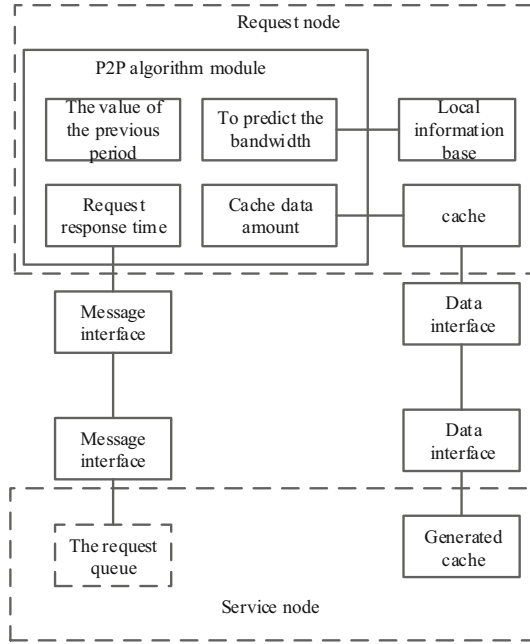 Request node
P2P algorithm module
The value of
the previous
period
To predict the
bandwidth
Local
information
base
Request
response time
Cache data
amount
cache
Message
interface
Data
interface
Message
interface
Data
interface
The request
queue
Generated
cache
Service node